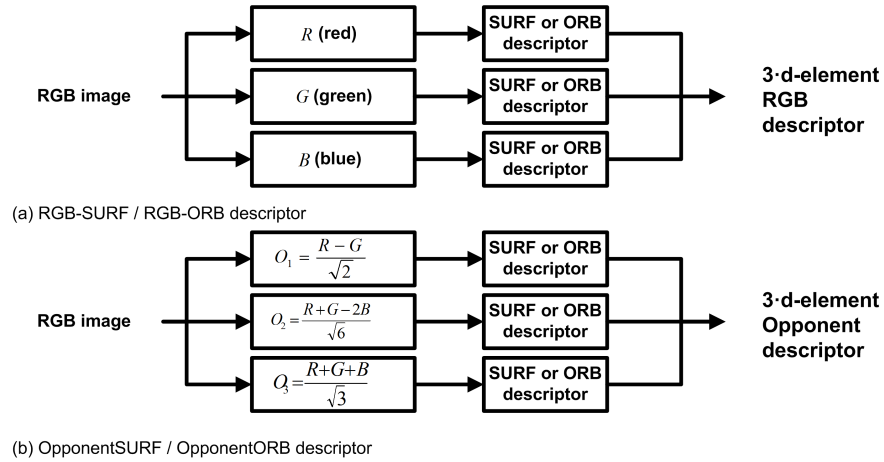 R (red)
SURF or ORB
descriptor
RGB image
G (green)
SURF or ORB
descriptor
3·d-element
RGB
descriptor
B (blue)
SURF or ORB
descriptor
(a) RGB-SURF / RGB-ORB descriptor
O₁ = (R − G)/√2
SURF or ORB
descriptor
RGB image
O₂ = (R+G−2B)/√6
SURF or ORB
descriptor
3·d-element
Opponent
descriptor
O₃ = (R+G+B)/√3
SURF or ORB
descriptor
(b) OpponentSURF / OpponentORB descriptor